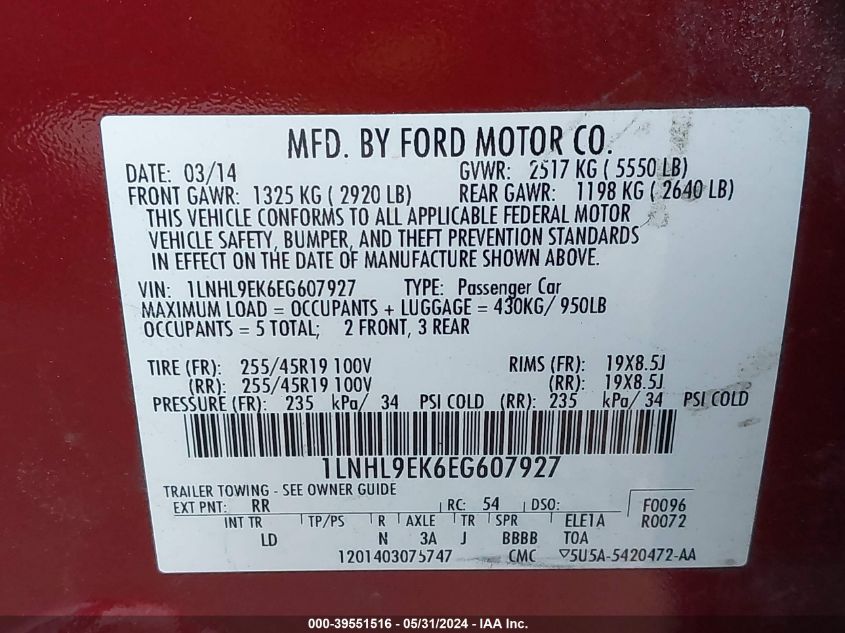 MFD. BY FORD MOTOR CO.
DATE: 03/14 GVWR: 2517 KG ( 5550 LB)
FRONT GAWR: 1325 KG ( 2920 LB) REAR GAWR: 1198 KG ( 2640 LB)
THIS VEHICLE CONFORMS TO ALL APPLICABLE FEDERAL MOTOR
VEHICLE SAFETY, BUMPER, AND THEFT PREVENTION STANDARDS
IN EFFECT ON THE DATE OF MANUFACTURE SHOWN ABOVE.
VIN: 1LNHL9EK6EG607927 TYPE: Passenger Car
MAXIMUM LOAD = OCCUPANTS + LUGGAGE = 430KG/ 950LB
OCCUPANTS = 5 TOTAL; 2 FRONT, 3 REAR
TIRE (FR): 255/45R19 100V RIMS (FR): 19X8.5J
(RR): 255/45R19 100V (RR): 19X8.5J
PRESSURE (FR): 235 kPa/ 34 PSI COLD (RR): 235 kPa/ 34 PSI COLD
1LNHL9EK6EG607927
TRAILER TOWING - SEE OWNER GUIDE
EXT PNT: RR RC: 54 DSO: F0096
INT TR TP/PS R AXLE TR SPR ELE1A R0072
LD N 3A J BBBB TOA
1201403075747 CMC ▽5U5A-5420472-AA
000-39551516 - 05/31/2024 - IAAI, Inc.